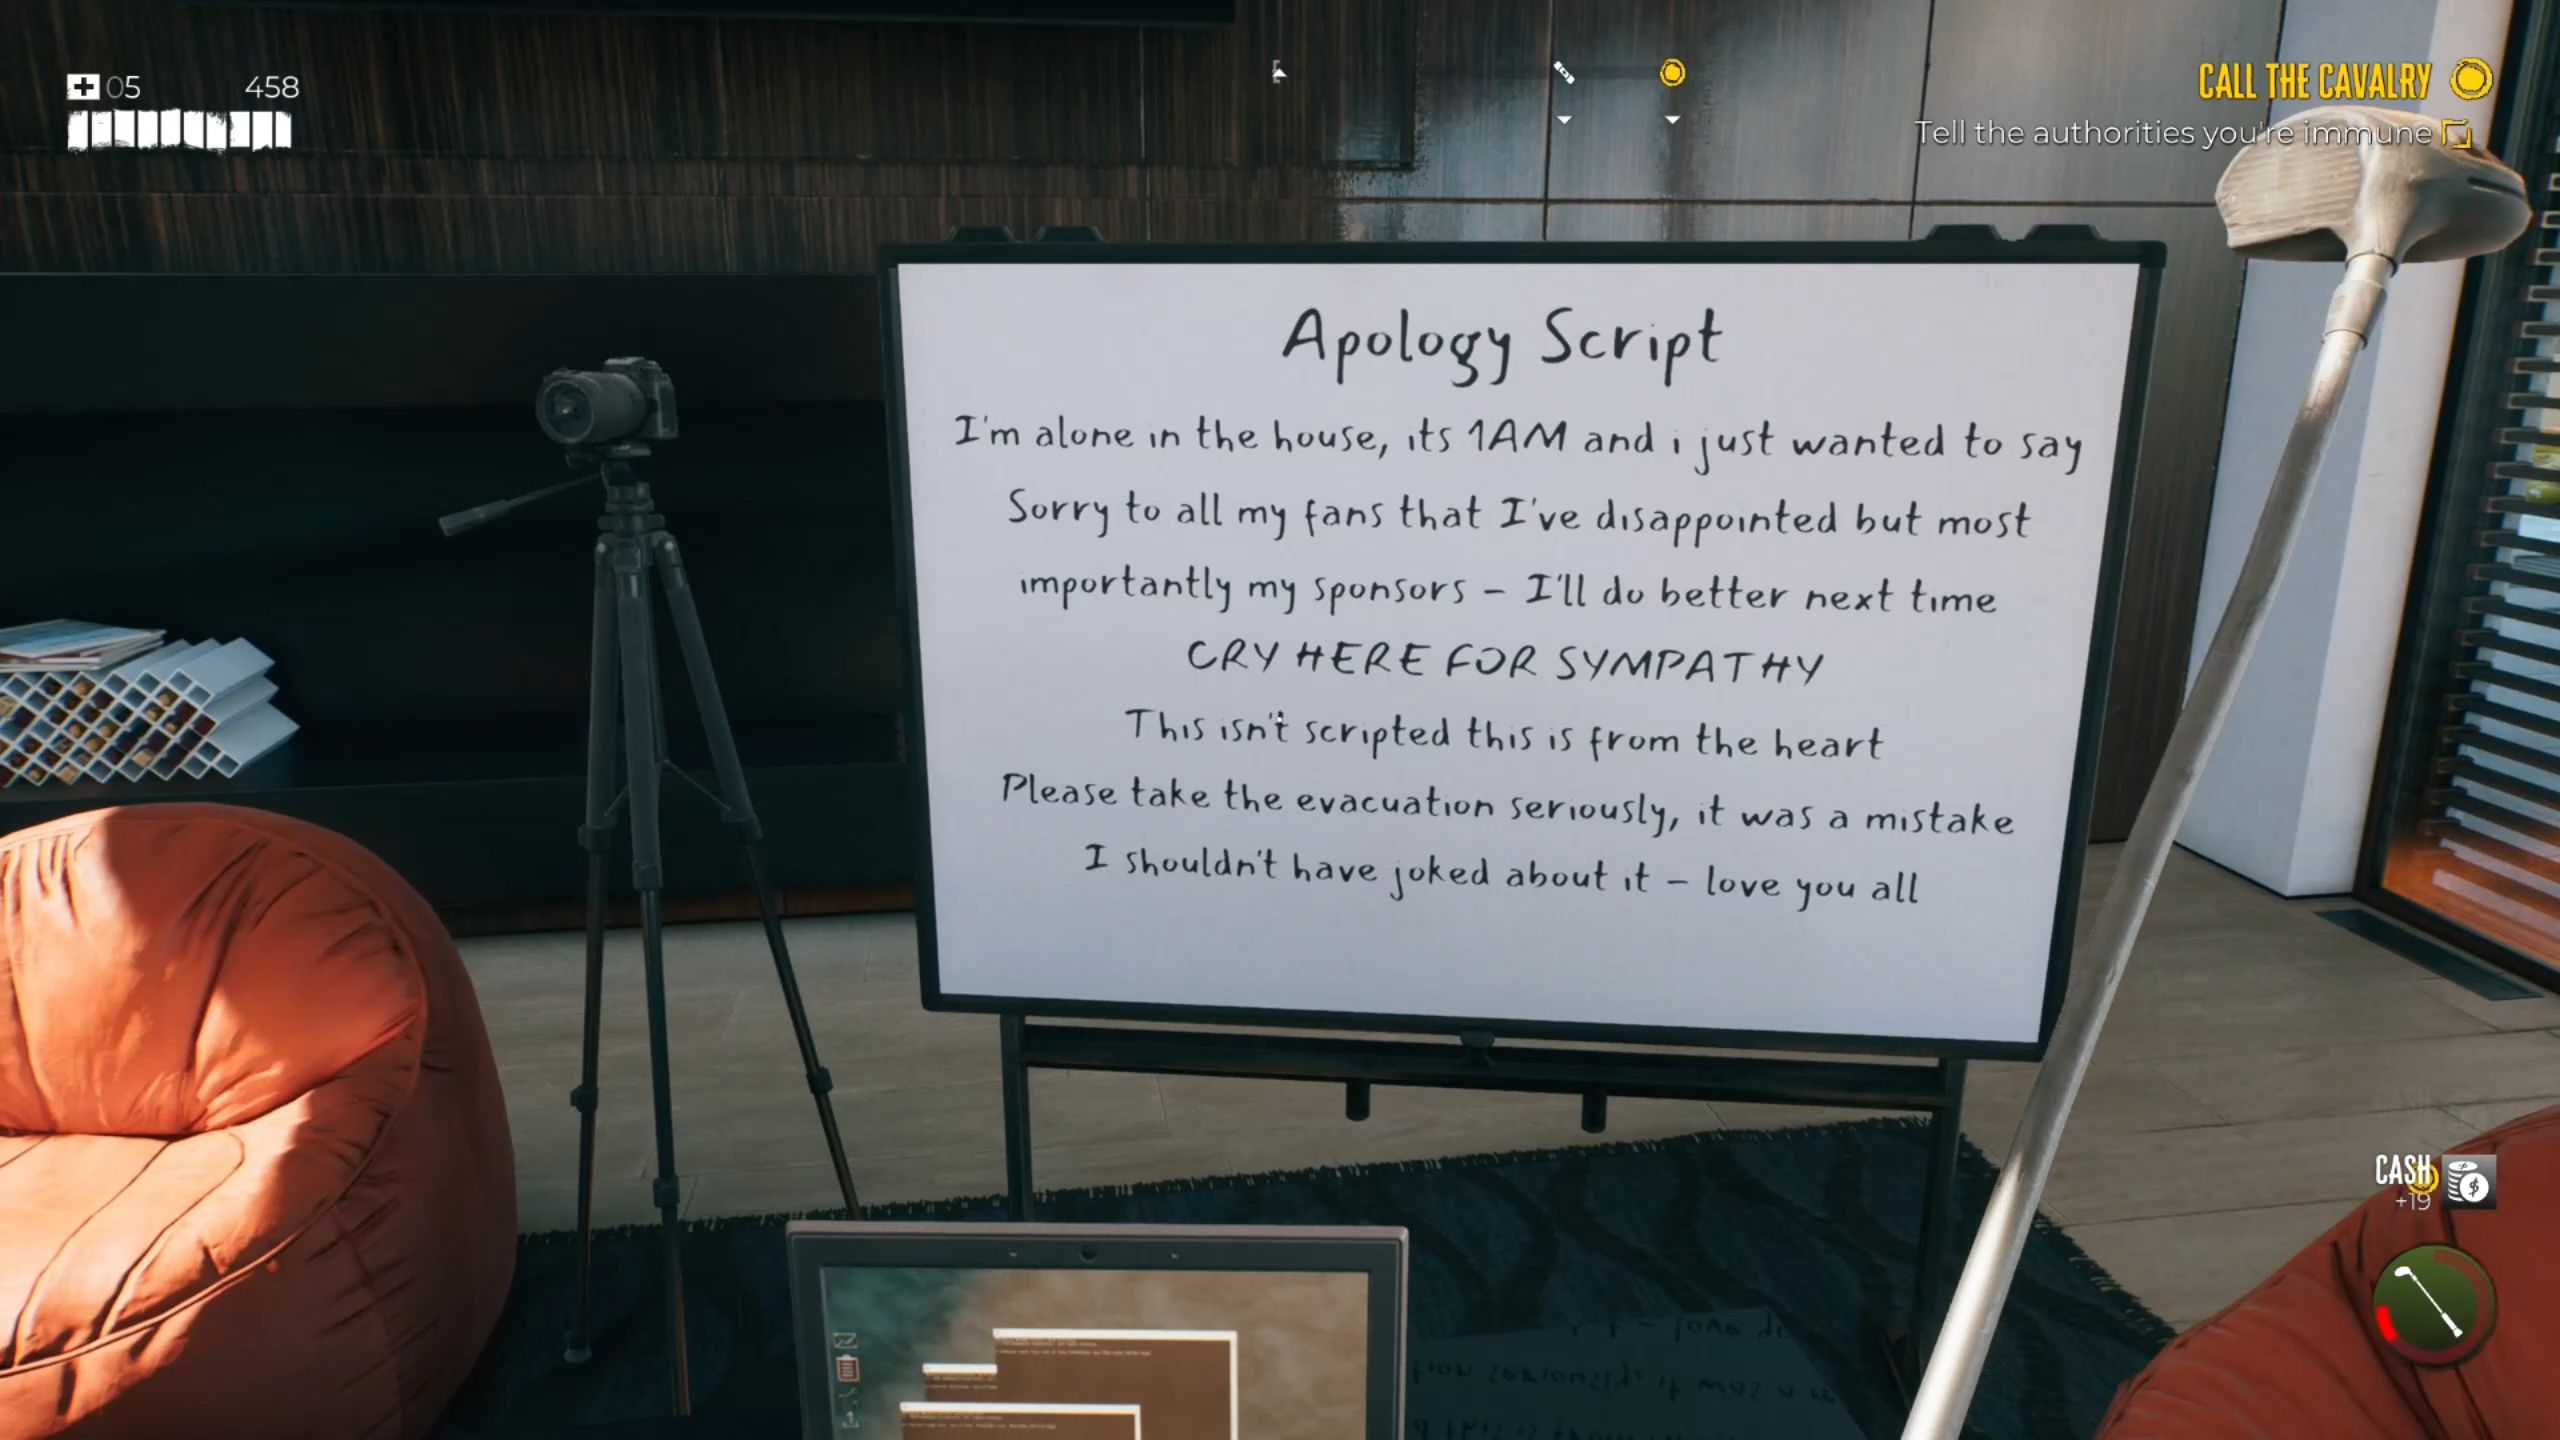 05 458
CALL THE CAVALRY
Tell the authorities you're immune
Apology Script
I'm alone in the house, its 1AM and i just wanted to say
Sorry to all my fans that I've disappointed but most
importantly my sponsors – I'll do better next time
CRY HERE FOR SYMPATHY
This isn't scripted this is from the heart
Please take the evacuation seriously, it was a mistake
I shouldn't have joked about it – love you all
CASH
+19